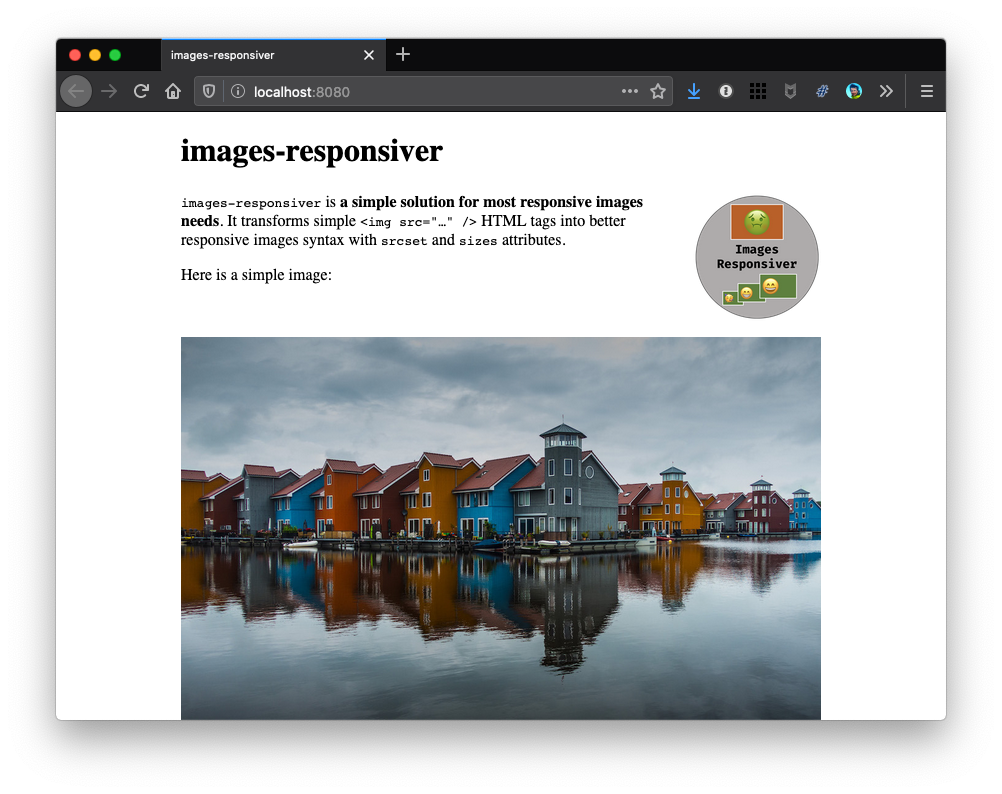 images-responsiver
localhost:8080
images-responsiver
images-responsiver is a simple solution for most responsive images
needs. It transforms simple <img src="…" /> HTML tags into better
responsive images syntax with srcset and sizes attributes.
Images
Responsiver
Here is a simple image: